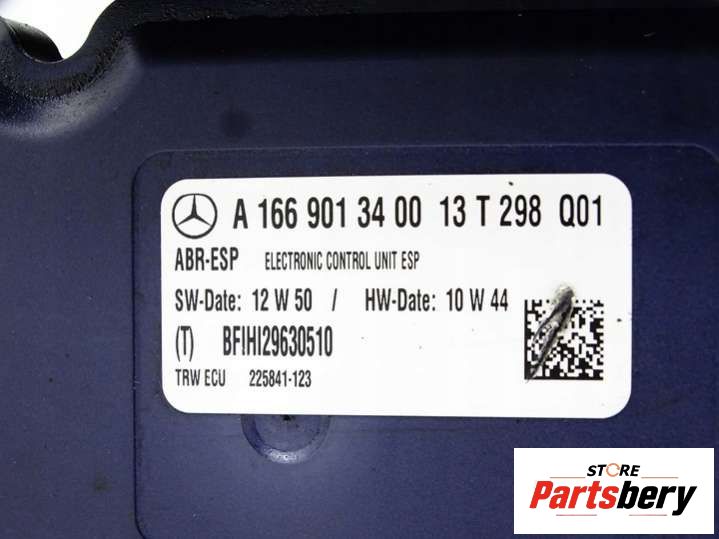 A 166 901 34 00 13 T 298 Q01
ABR-ESP ELECTRONIC CONTROL UNIT ESP
SW-Date: 12 W 50 / HW-Date: 10 W 44
(T) BFIHI29630510
TRW ECU 225841-123
STORE
Partsbery